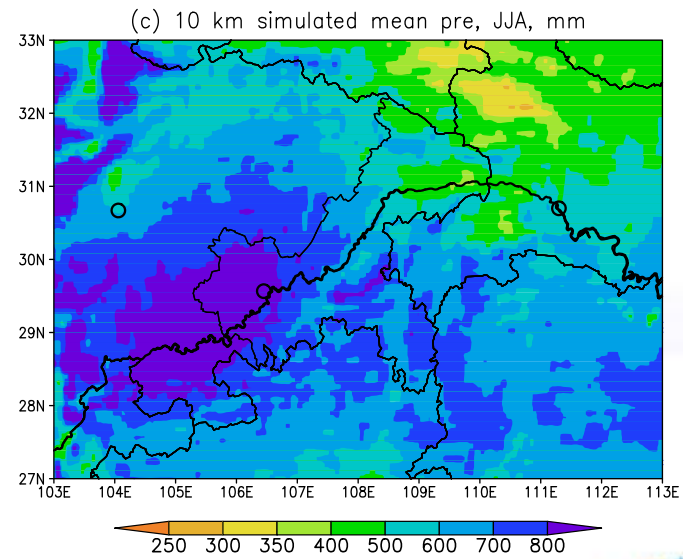 (c) 10 km simulated mean pre, JJA, mm
33N
32N
31N
30N
29N
28N
27N
103E 104E 105E 106E 107E 108E 109E 110E 111E 112E 113E
250 300 350 400 500 600 700 800